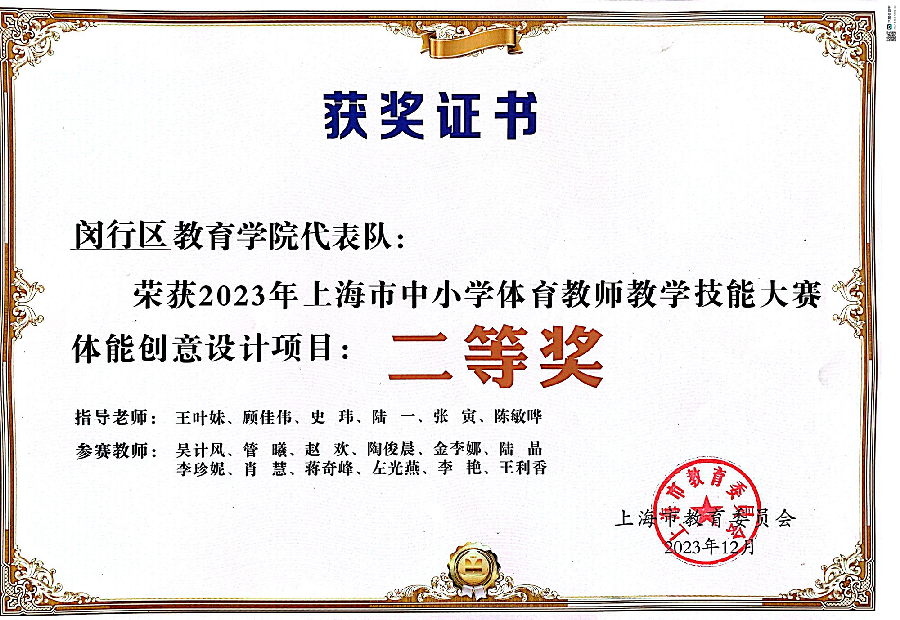 获奖证书
闵行区教育学院代表队：
荣获2023年上海市中小学体育教师教学技能大赛
体能创意设计项目： 二等奖
指导老师： 王叶妹、顾佳伟、史 玮、陆 一、张 寅、陈敏晔
参赛教师： 吴计风、管 曦、赵 欢、陶俊晨、金李娜、陆 晶
李珍妮、肖 慧、蒋奇峰、左光燕、李 艳、王利香
上海市教育委员会
2023年12月
上海市教育委员会